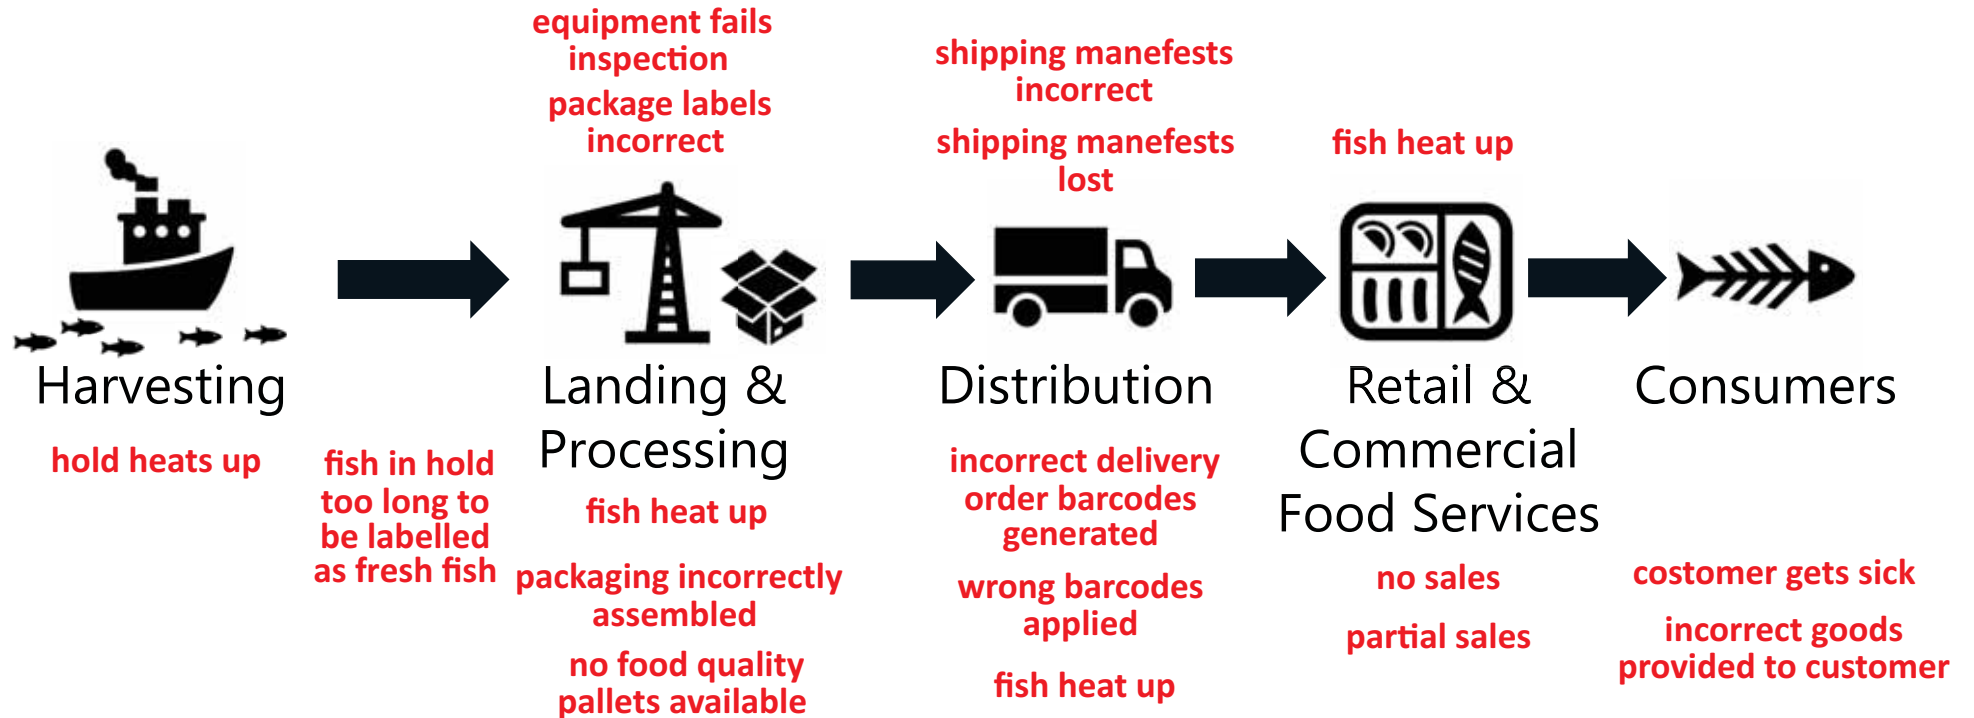 equipment fails
inspection
package labels
incorrect
shipping manefests
incorrect
shipping manefests
lost
fish heat up
Harvesting
hold heats up
fish in hold
too long to
be labelled
as fresh fish
Landing &
Processing
fish heat up
packaging incorrectly
assembled
no food quality
pallets available
Distribution
incorrect delivery
order barcodes
generated
wrong barcodes
applied
fish heat up
Retail &
Commercial
Food Services
no sales
partial sales
Consumers
costomer gets sick
incorrect goods
provided to customer